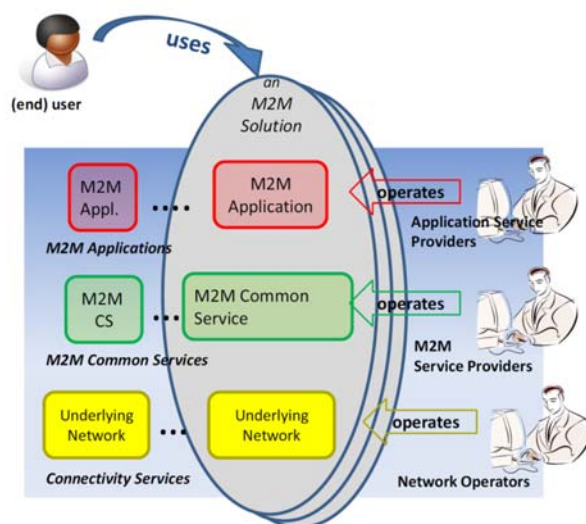 uses
(end) user
an
M2M
Solution
M2M
Appl.
....
M2M
Application
operates
Application Service
Providers
M2M Applications
M2M
CS
...
M2M Common
Service
operates
M2M
Service Providers
M2M Common Services
Underlying
Network
...
Underlying
Network
operates
Network Operators
Connectivity Services